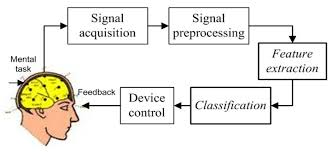 Signal
acquisition
Signal
preprocessing
Feature
extraction
Classification
Device
control
Feedback
Mental
task